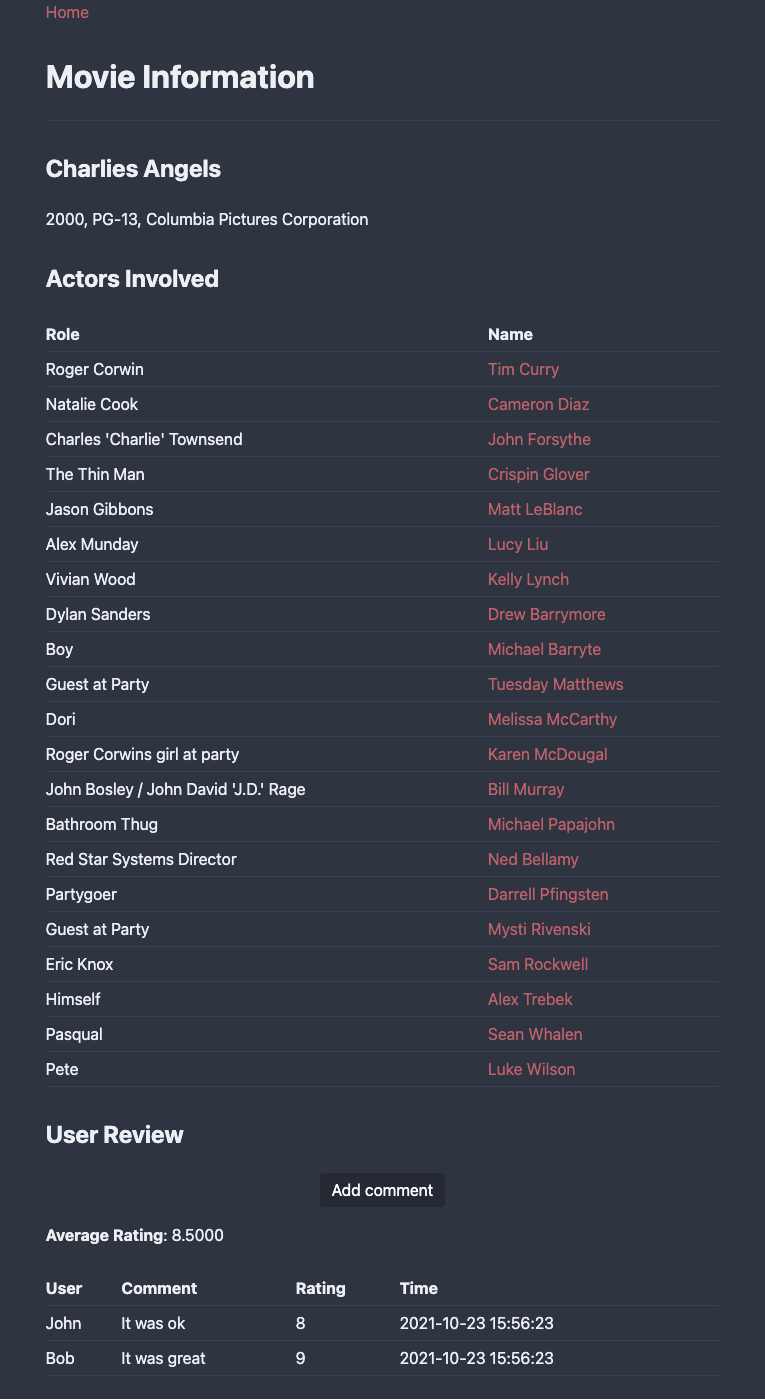 Home
Movie Information
Charlies Angels
2000, PG-13, Columbia Pictures Corporation
Actors Involved
Role Name
Roger Corwin Tim Curry
Natalie Cook Cameron Diaz
Charles 'Charlie' Townsend John Forsythe
The Thin Man Crispin Glover
Jason Gibbons Matt LeBlanc
Alex Munday Lucy Liu
Vivian Wood Kelly Lynch
Dylan Sanders Drew Barrymore
Boy Michael Barryte
Guest at Party Tuesday Matthews
Dori Melissa McCarthy
Roger Corwins girl at party Karen McDougal
John Bosley / John David 'J.D.' Rage Bill Murray
Bathroom Thug Michael Papajohn
Red Star Systems Director Ned Bellamy
Partygoer Darrell Pfingsten
Guest at Party Mysti Rivenski
Eric Knox Sam Rockwell
Himself Alex Trebek
Pasqual Sean Whalen
Pete Luke Wilson
User Review
Add comment
Average Rating: 8.5000
User Comment Rating Time
John It was ok 8 2021-10-23 15:56:23
Bob It was great 9 2021-10-23 15:56:23